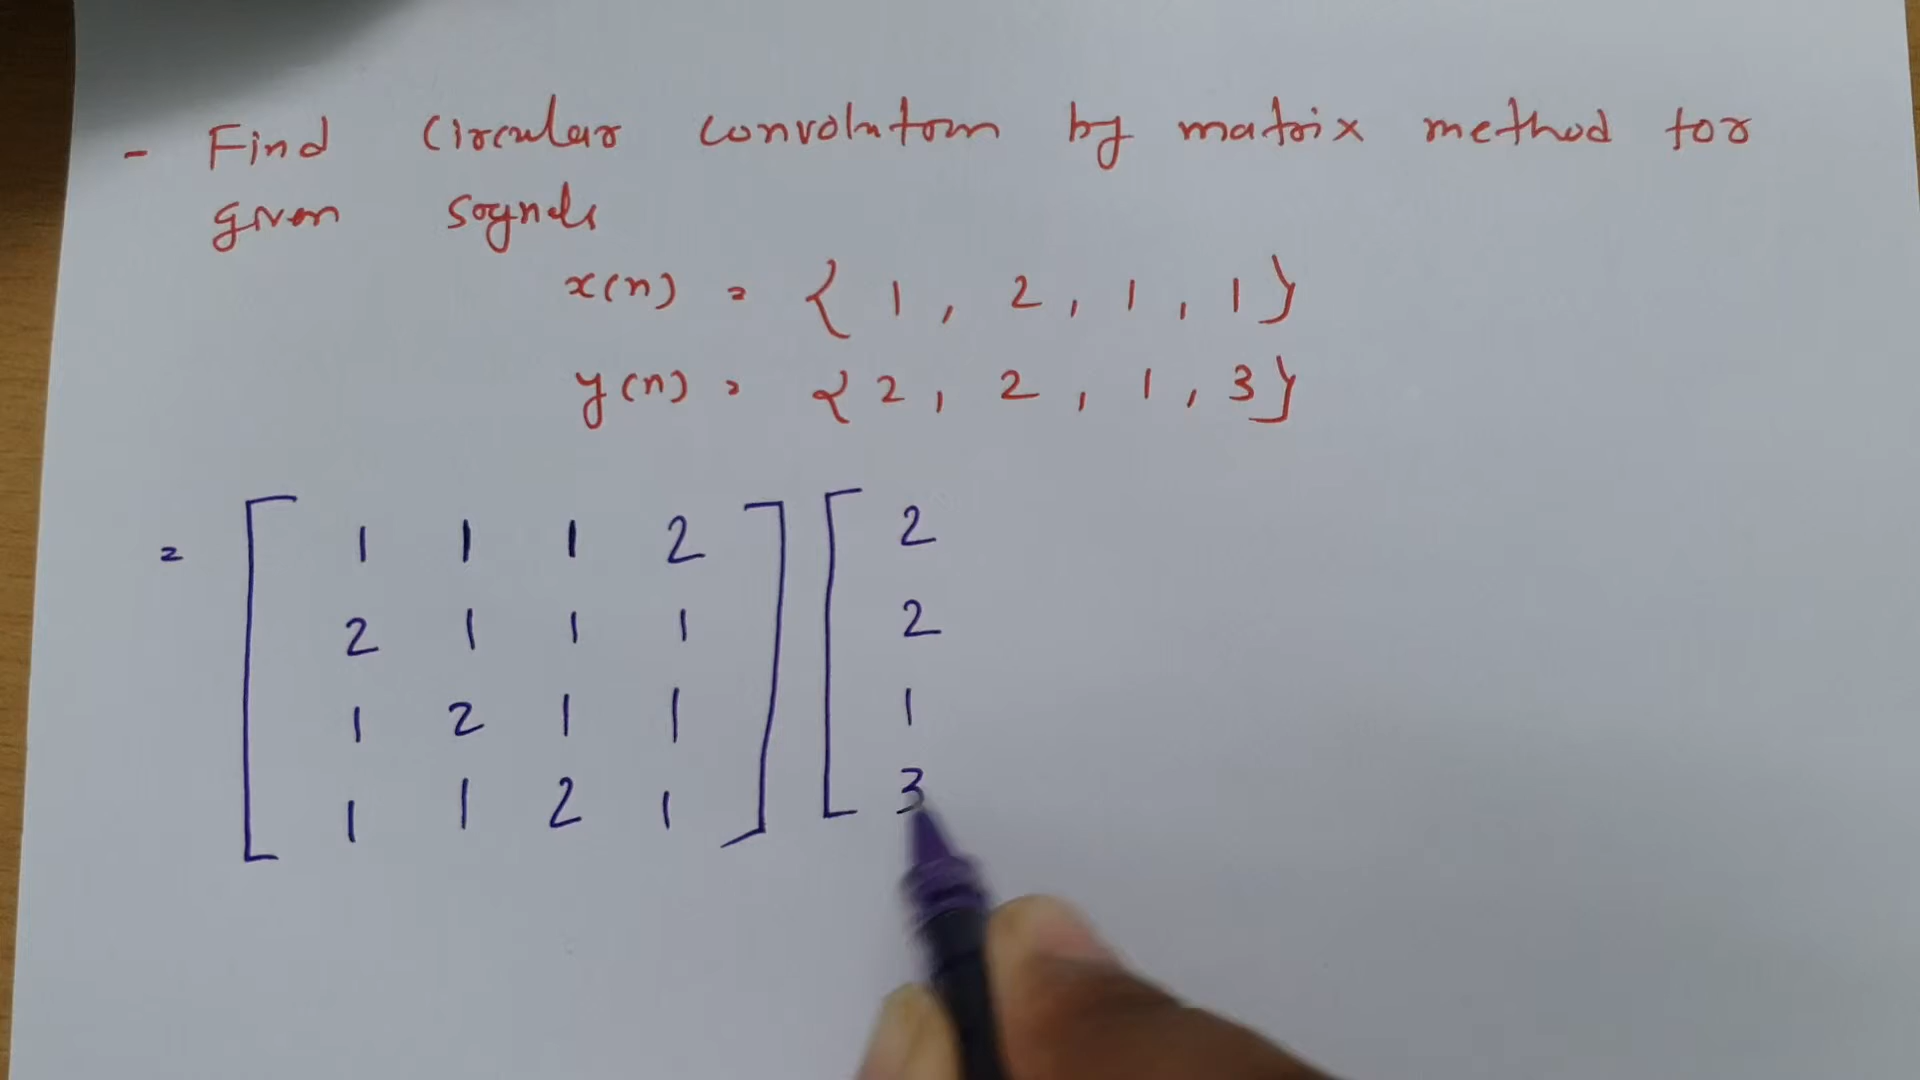 - Find Circular convolution by matrix method for
given signals
x(n) = { 1 , 2 , 1 , 1 }
y(n) = { 2 , 2 , 1 , 3 }
= [ 1 1 1 2 ] [ 2
2 1 1 1 2
1 2 1 1 1
1 1 2 1 3